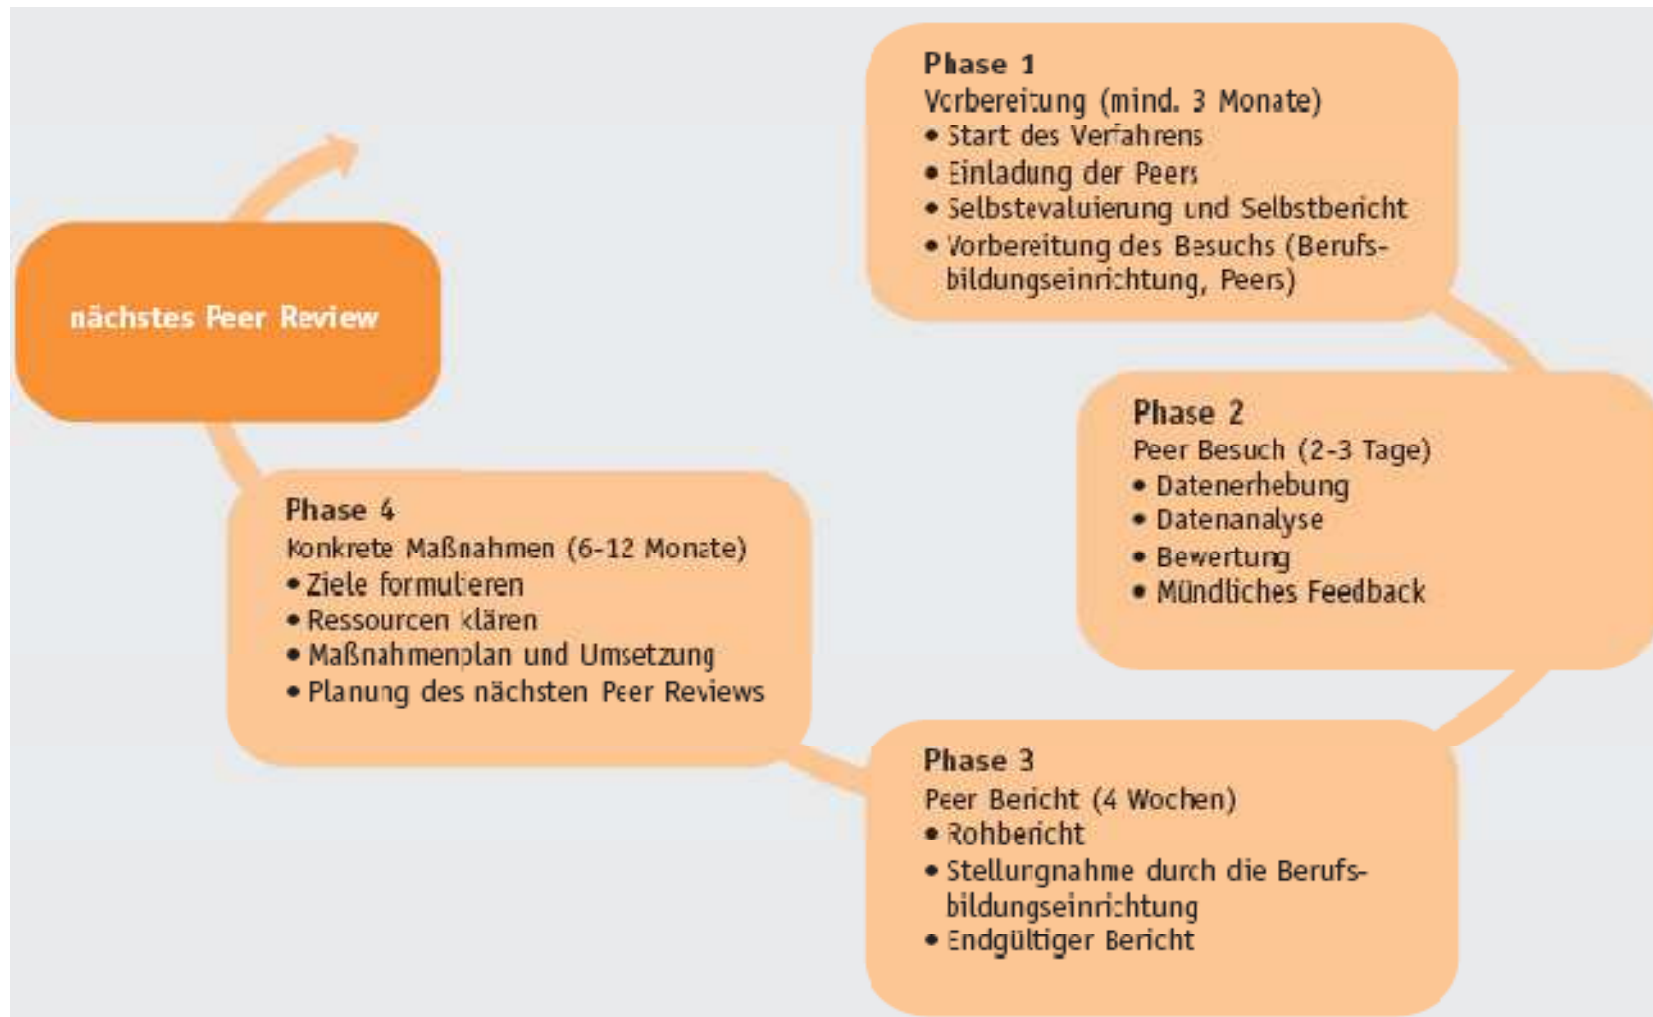 Phase 1
Vorbereitung (mind. 3 Monate)
• Start des Verfahrens
• Einladung der Peers
• Selbstevaluierung und Selbstbericht
• Vorbereitung des Besuchs (Berufs-
bildungseinrichtung, Peers)
Phase 2
Peer Besuch (2-3 Tage)
• Datenerhebung
• Datenanalyse
• Bewertung
• Mündliches Feedback
Phase 3
Peer Bericht (4 Wochen)
• Rohbericht
• Stellungnahme durch die Berufs-
bildungseinrichtung
• Endgültiger Bericht
Phase 4
Konkrete Maßnahmen (6-12 Monate)
• Ziele formulieren
• Ressourcen klären
• Maßnahmenplan und Umsetzung
• Planung des nächsten Peer Reviews
nächstes Peer Review